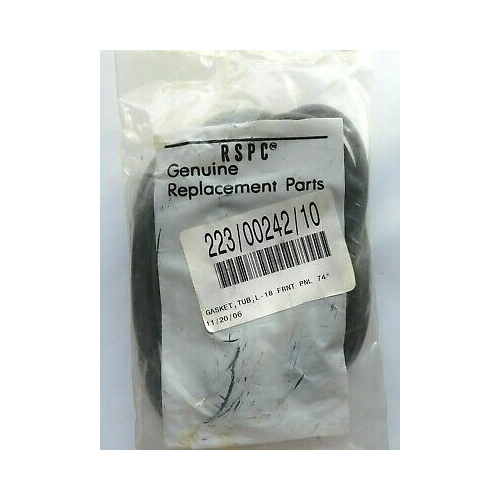 RSPC®
Genuine
Replacement Parts
223/00242/10
GASKET,TUB,L-18 FRNT PNL 74"
11/20/06